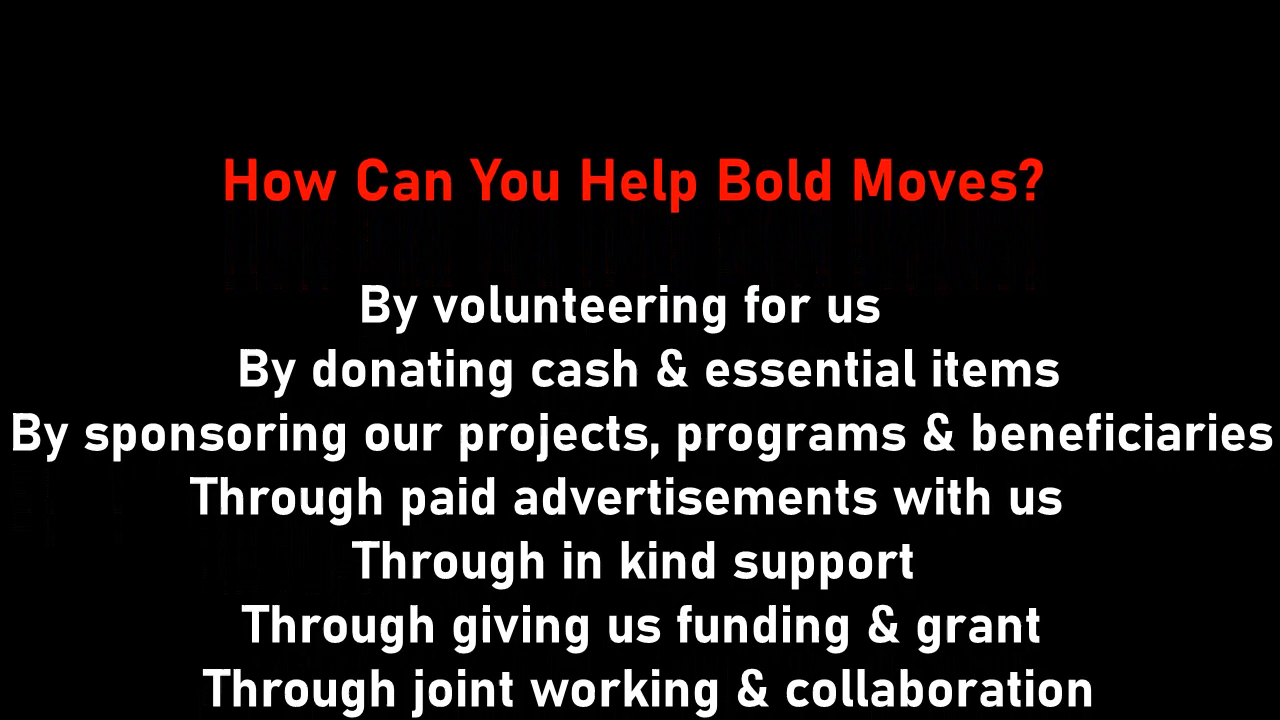 How Can You Help Bold Moves?
By volunteering for us
By donating cash & essential items
By sponsoring our projects, programs & beneficiaries
Through paid advertisements with us
Through in kind support
Through giving us funding & grant
Through joint working & collaboration